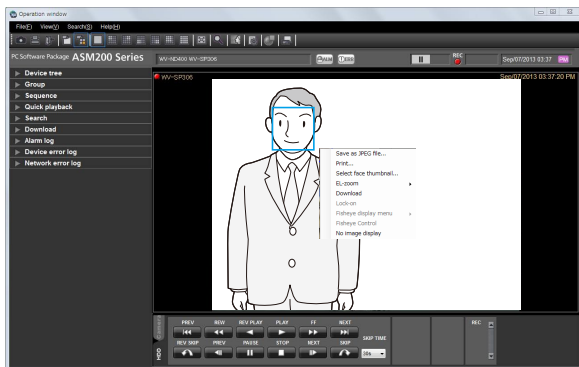 Operation window
File(F) View(V) Search(S) Help(H)
PC Software Package ASM200 Series
WV-ND400 WV-SP306
ALM
ERR
REC
Sep/07/2013 03:37 PM
Device tree
Group
Sequence
Quick playback
Search
Download
Alarm log
Device error log
Network error log
WV-SP306
Sep/07/2013 03:37:20 PM
Save as JPEG file...
Print...
Select face thumbnail...
EL-zoom
Download
Lock-on
Fisheye display menu
Fisheye Control
No image display
Camera
HDD
PREV REW REV PLAY PLAY FF NEXT
REV SKIP PREV PAUSE STOP NEXT SKIP
SKIP TIME
30s
REC